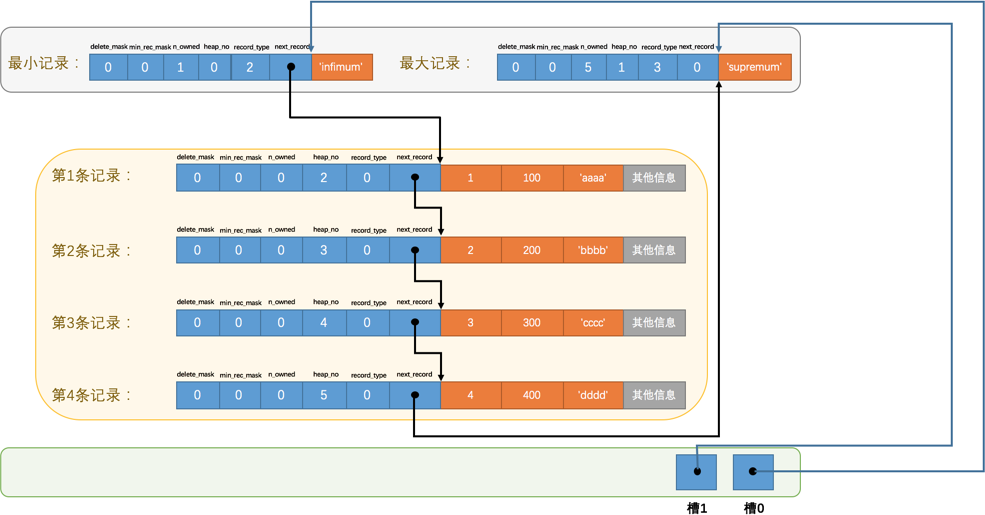 delete_mask min_rec_mask n_owned heap_no record_type next_record
最小记录： 0 0 1 0 2 'infimum'
delete_mask min_rec_mask n_owned heap_no record_type next_record
最大记录： 0 0 5 1 3 0 'supremum'
delete_mask min_rec_mask n_owned heap_no record_type next_record
第1条记录： 0 0 0 2 0 1 100 'aaaa' 其他信息
delete_mask min_rec_mask n_owned heap_no record_type next_record
第2条记录： 0 0 0 3 0 2 200 'bbbb' 其他信息
delete_mask min_rec_mask n_owned heap_no record_type next_record
第3条记录： 0 0 0 4 0 3 300 'cccc' 其他信息
delete_mask min_rec_mask n_owned heap_no record_type next_record
第4条记录： 0 0 0 5 0 4 400 'dddd' 其他信息
槽1 槽0